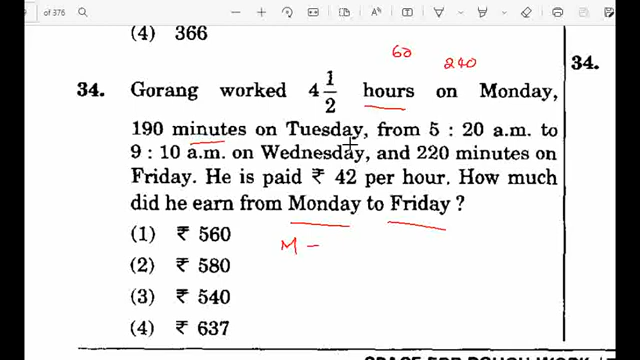 of 376
(4) 366
60
240
34.
34. Gorang worked 4 1/2 hours on Monday,
190 minutes on Tuesday, from 5 : 20 a.m. to
9 : 10 a.m. on Wednesday, and 220 minutes on
Friday. He is paid ₹ 42 per hour. How much
did he earn from Monday to Friday ?
(1) ₹ 560
M –
(2) ₹ 580
(3) ₹ 540
(4) ₹ 637